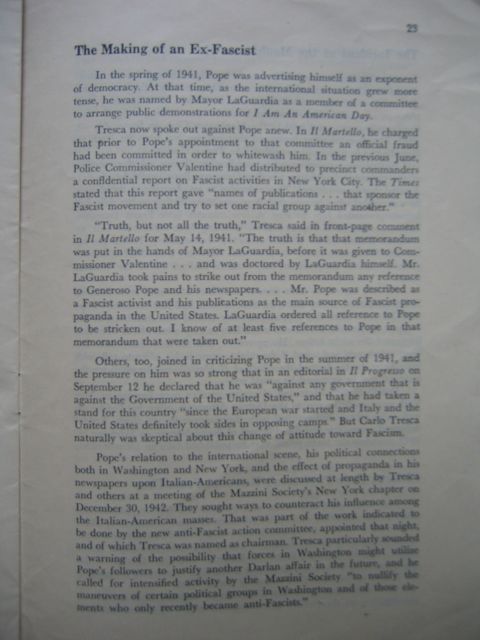 25
The Making of an Ex-Fascist
In the spring of 1941, Pope was advertising himself as an exponent
of democracy. At that time, as the international situation grew more
tense, he was named by Mayor LaGuardia as a member of a committee
to arrange public demonstrations for I Am An American Day.
Tresca now spoke out against Pope anew. In Il Martello, he charged
that prior to Pope's appointment to that committee an official fraud
had been committed in order to whitewash him. In the previous June,
Police Commissioner Valentine had distributed to precinct commanders
a confidential report on Fascist activities in New York City. The Times
stated that this report gave "names of publications . . . that sponsor the
Fascist movement and try to set one racial group against another."
"Truth, but not all the truth," Tresca said in front-page comment
in Il Martello for May 14, 1941. "The truth is that that memorandum
was put in the hands of Mayor LaGuardia, before it was given to Com-
missioner Valentine . . . and was doctored by LaGuardia himself. Mr.
LaGuardia took pains to strike out from the memorandum any reference
to Generoso Pope and his newspapers. . . . Mr. Pope was described as
a Fascist activist and his publications as the main source of Fascist pro-
paganda in the United States. LaGuardia ordered all reference to Pope
to be stricken out. I know of at least five references to Pope in that
memorandum that were taken out."
Others, too, joined in criticizing Pope in the summer of 1941, and
the pressure on him was so strong that in an editorial in Il Progresso on
September 12 he declared that he was "against any government that is
against the Government of the United States," and that he had taken a
stand for this country "since the European war started and Italy and the
United States definitely took sides in opposing camps." But Carlo Tresca
naturally was skeptical about this change of attitude toward Fascism.
Pope's relation to the international scene, his political connections
both in Washington and New York, and the effect of propaganda in his
newspapers upon Italian-Americans, were discussed at length by Tresca
and others at a meeting of the Mazzini Society's New York chapter on
December 30, 1942. They sought ways to counteract his influence among
the Italian-American masses. That was part of the work indicated to
be done by the new anti-Fascist action committee, appointed that night,
and of which Tresca was named as chairman. Tresca particularly sounded
a warning of the possibility that forces in Washington might utilize
Pope's followers to justify another Darlan affair in the future, and he
called for intensified activity by the Mazzini Society "to nullify the
maneuvers of certain political groups in Washington and of those ele-
ments who only recently became anti-Fascists."